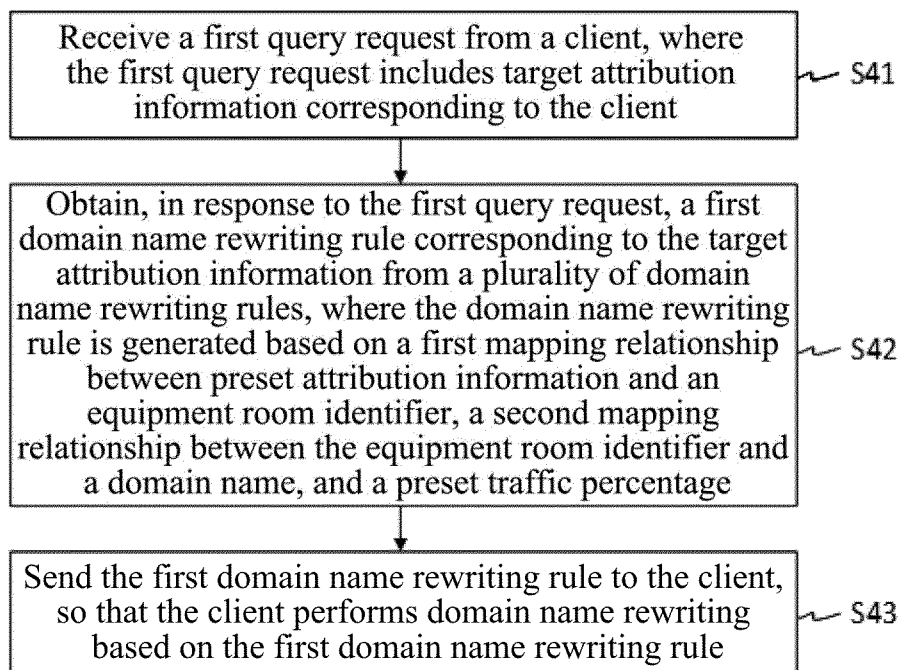 Receive a first query request from a client, where
the first query request includes target attribution
information corresponding to the client
S41
Obtain, in response to the first query request, a first
domain name rewriting rule corresponding to the target
attribution information from a plurality of domain
name rewriting rules, where the domain name rewriting
rule is generated based on a first mapping relationship
between preset attribution information and an
equipment room identifier, a second mapping
relationship between the equipment room identifier and
a domain name, and a preset traffic percentage
S42
Send the first domain name rewriting rule to the client,
so that the client performs domain name rewriting
based on the first domain name rewriting rule
S43